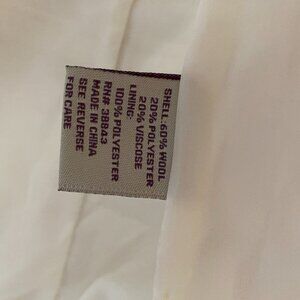 SHELL: 60% WOOL
20% POLYESTER
20% VISCOSE
LINING:
100% POLYESTER
RN# 38843
MADE IN CHINA
SEE REVERSE
FOR CARE